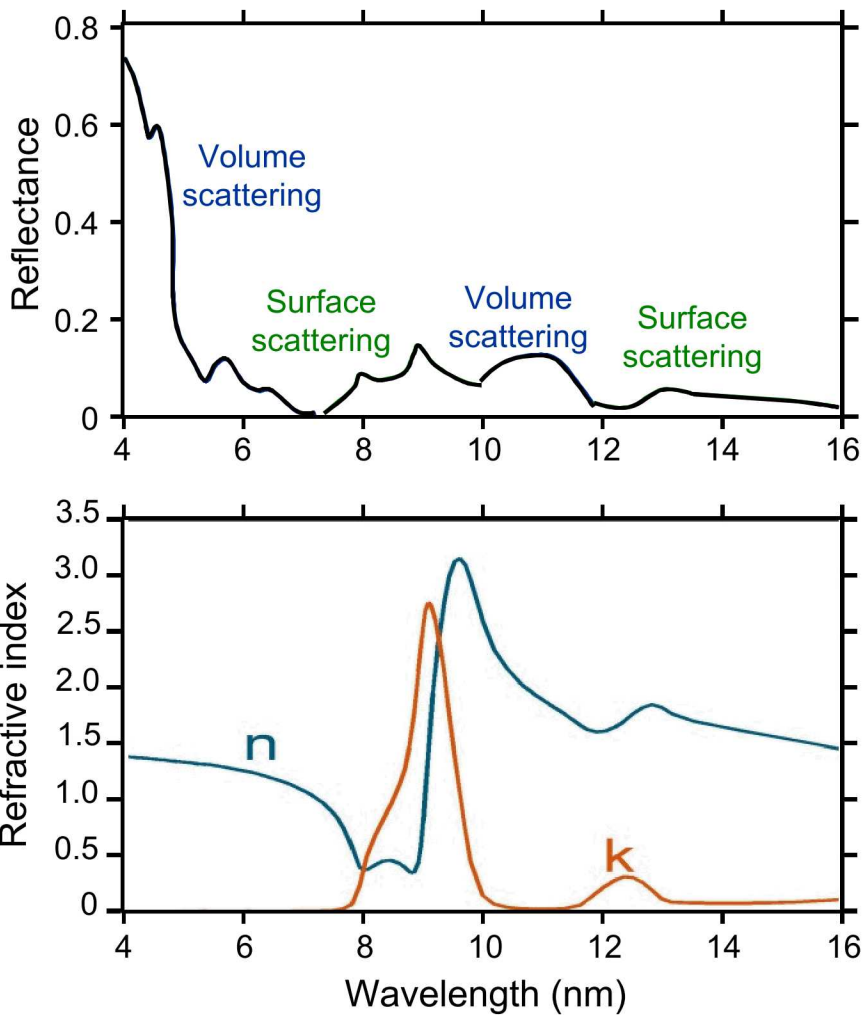 0.8
0.6
0.4
0.2
0
Reflectance
Volume
scattering
Surface
scattering
Volume
scattering
Surface
scattering
4 6 8 10 12 14 16
3.5
3.0
2.5
2.0
1.5
1.0
0.5
0
Refractive index
n
k
4 6 8 10 12 14 16
Wavelength (nm)